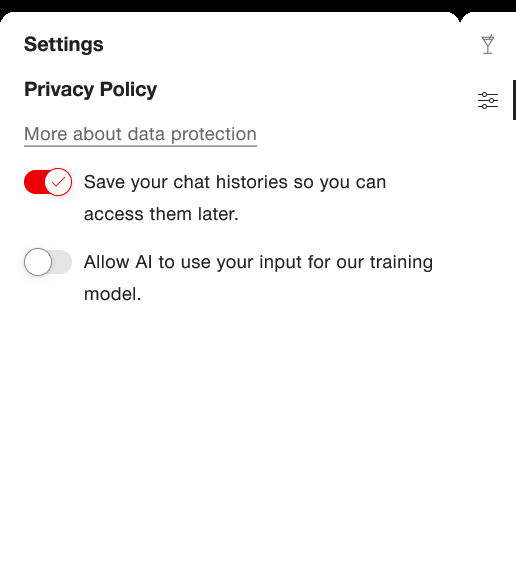 Settings
Privacy Policy
More about data protection
Save your chat histories so you can
access them later.
Allow AI to use your input for our training
model.